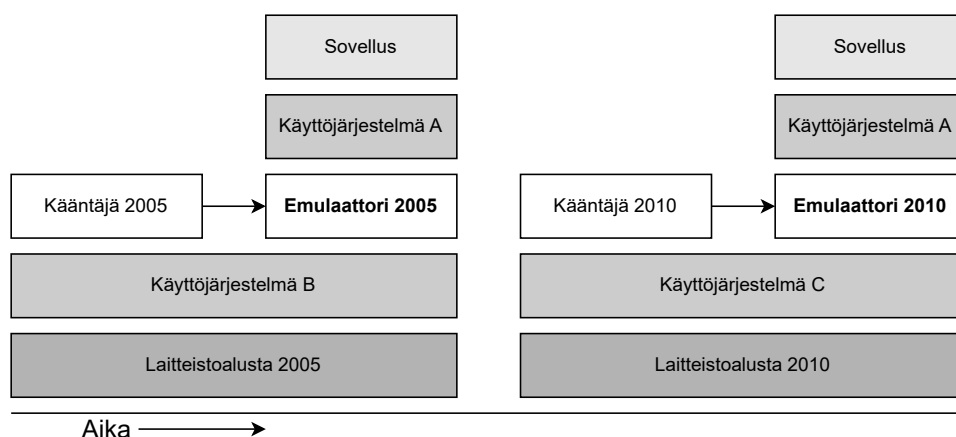 Sovellus
Käyttöjärjestelmä A
Kääntäjä 2005
Emulaattori 2005
Käyttöjärjestelmä B
Laitteistoalusta 2005
Sovellus
Käyttöjärjestelmä A
Kääntäjä 2010
Emulaattori 2010
Käyttöjärjestelmä C
Laitteistoalusta 2010
Aika